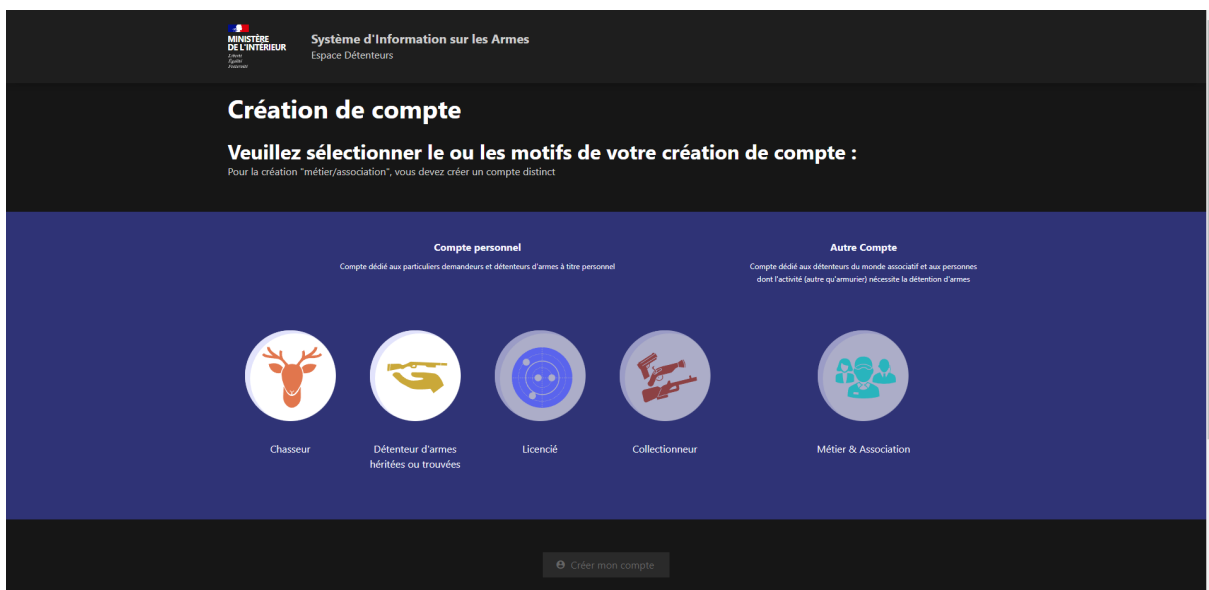 MINISTÈRE
DE L'INTÉRIEUR
Liberté
Égalité
Fraternité
Système d'Information sur les Armes
Espace Détenteurs
Création de compte
Veuillez sélectionner le ou les motifs de votre création de compte :
Pour la création "métier/association", vous devez créer un compte distinct
Compte personnel
Compte dédié aux particuliers demandeurs et détenteurs d'armes à titre personnel
Autre Compte
Compte dédié aux détenteurs du monde associatif et aux personnes
dont l'activité (autre qu'armurier) nécessite la détention d'armes
Chasseur
Détenteur d'armes
héritées ou trouvées
Licencié
Collectionneur
Métier & Association
Créer mon compte